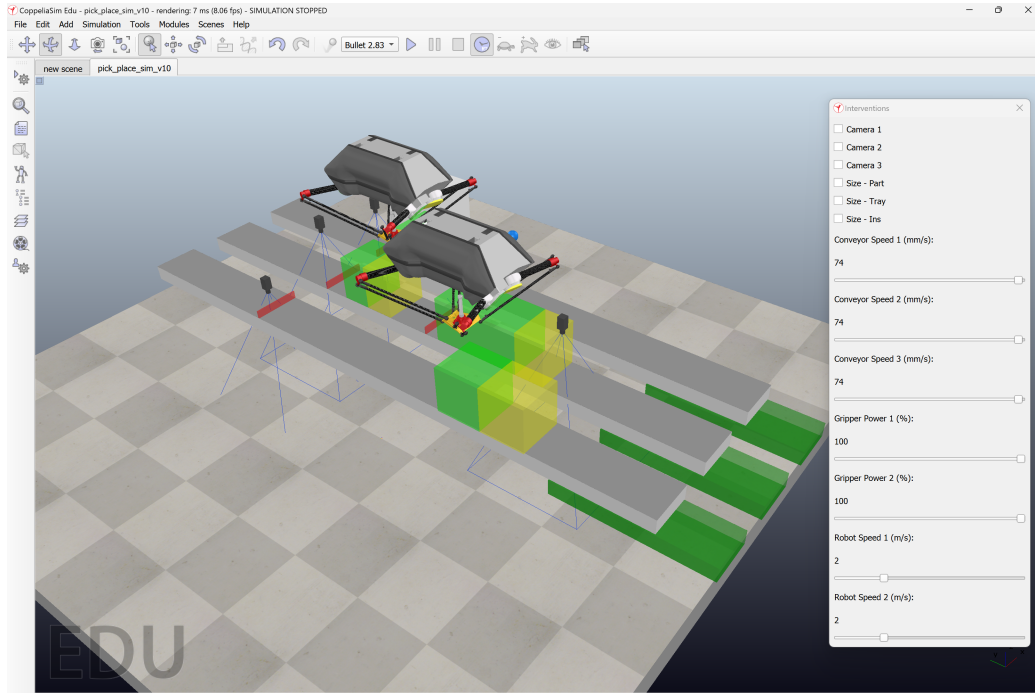 CoppeliaSim Edu - pick_place_sim_v10 - rendering: 7 ms (8.06 fps) - SIMULATION STOPPED
File Edit Add Simulation Tools Modules Scenes Help
Bullet 2.83
new scene pick_place_sim_v10
Interventions
Camera 1
Camera 2
Camera 3
Size - Part
Size - Tray
Size - Ins
Conveyor Speed 1 (mm/s):
74
Conveyor Speed 2 (mm/s):
74
Conveyor Speed 3 (mm/s):
74
Gripper Power 1 (%):
100
Gripper Power 2 (%):
100
Robot Speed 1 (m/s):
2
Robot Speed 2 (m/s):
2
EDU